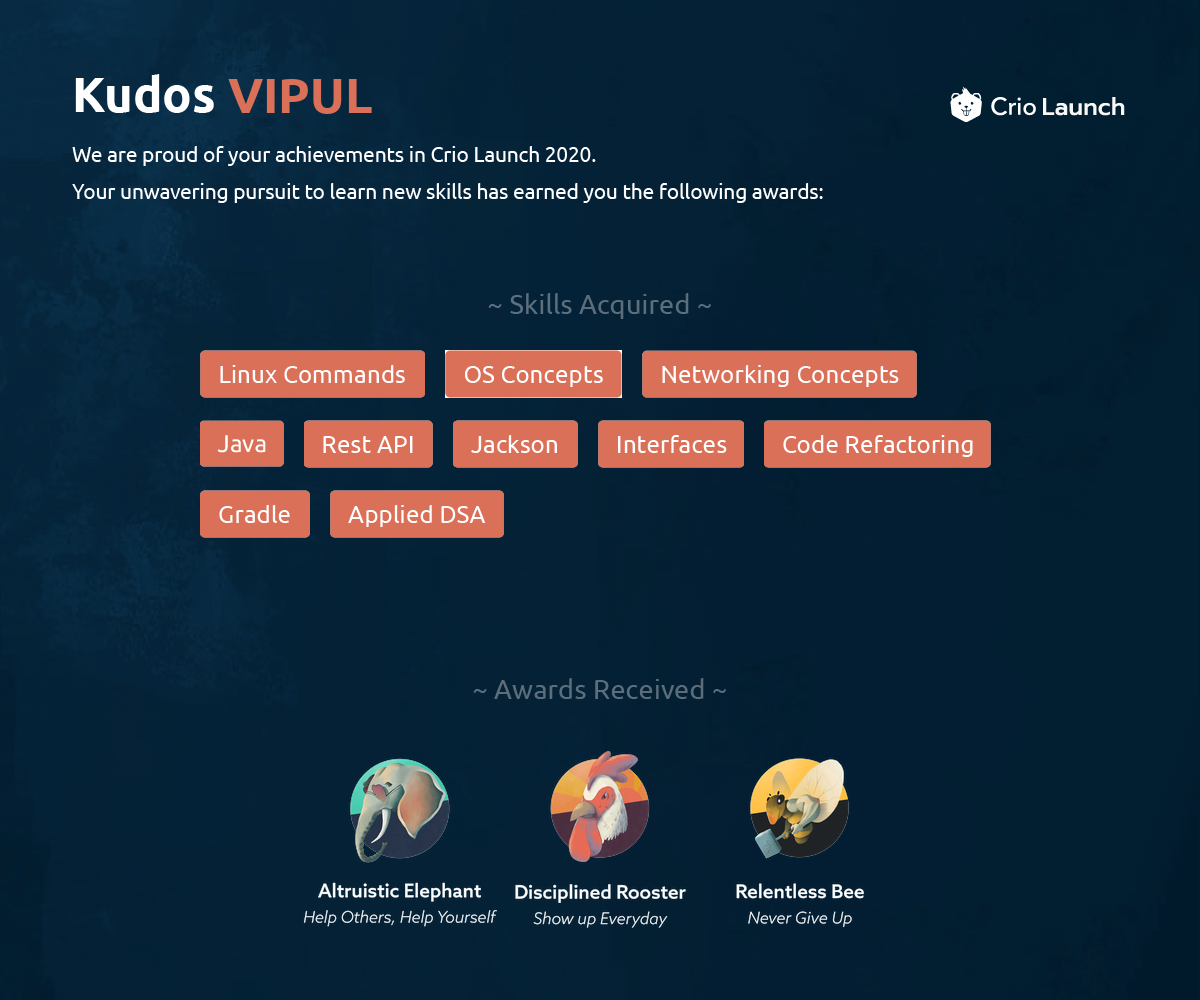 Kudos VIPUL
Crio Launch
We are proud of your achievements in Crio Launch 2020.
Your unwavering pursuit to learn new skills has earned you the following awards:
~ Skills Acquired ~
Linux Commands OS Concepts Networking Concepts
Java Rest API Jackson Interfaces Code Refactoring
Gradle Applied DSA
~ Awards Received ~
Altruistic Elephant Disciplined Rooster Relentless Bee
Help Others, Help Yourself Show up Everyday Never Give Up